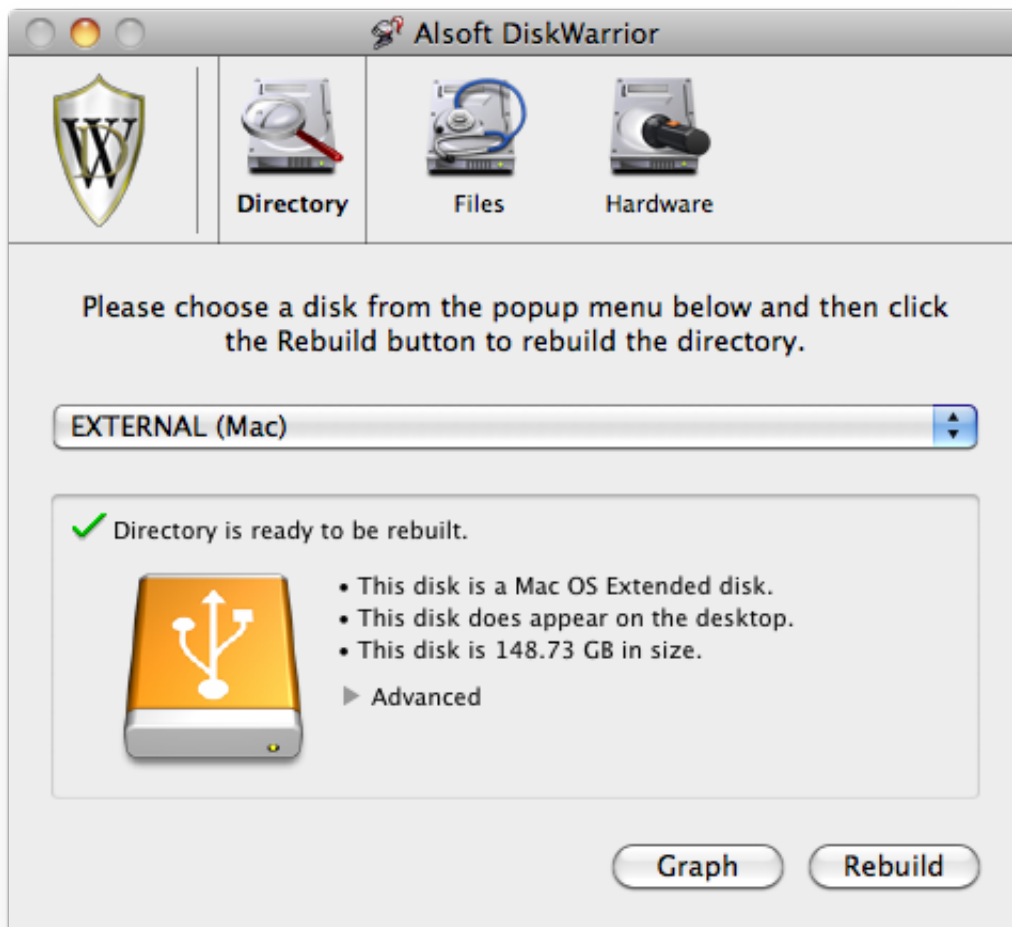 Alsoft DiskWarrior
DW
Directory
Files
Hardware
Please choose a disk from the popup menu below and then click
the Rebuild button to rebuild the directory.
EXTERNAL (Mac)
Directory is ready to be rebuilt.
• This disk is a Mac OS Extended disk.
• This disk does appear on the desktop.
• This disk is 148.73 GB in size.
Advanced
Graph
Rebuild